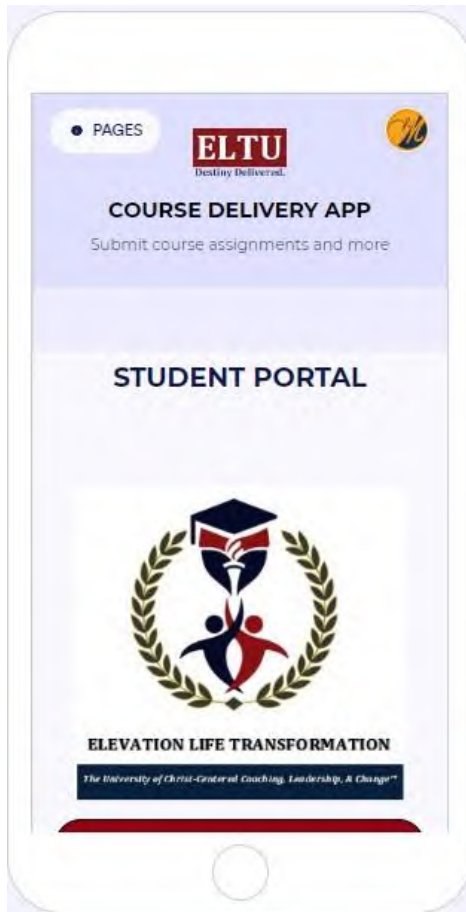 PAGES
ELTU
Destiny Delivered.
COURSE DELIVERY APP
Submit course assignments and more
STUDENT PORTAL
ELEVATION LIFE TRANSFORMATION
The University of Christ-Centered Coaching, Leadership, & Change™